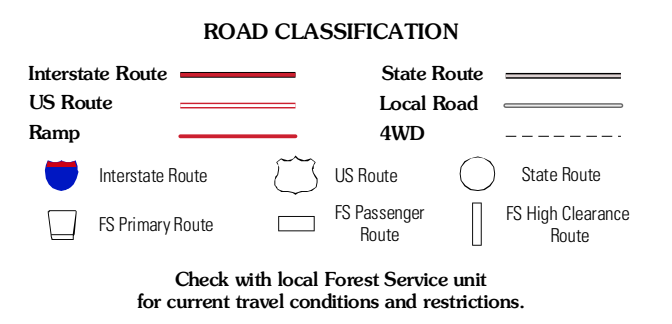 ROAD CLASSIFICATION
Interstate Route
State Route
US Route
Local Road
Ramp
4WD
Interstate Route
US Route
State Route
FS Primary Route
FS Passenger
Route
FS High Clearance
Route
Check with local Forest Service unit
for current travel conditions and restrictions.